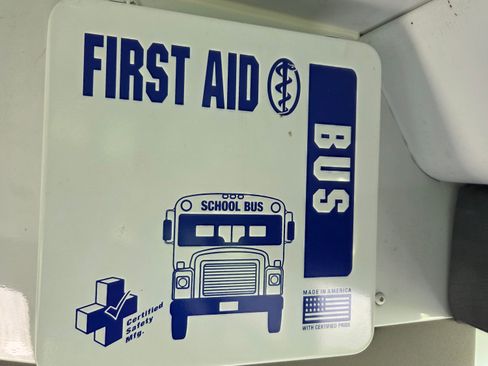 FIRST AID
BUS
SCHOOL BUS
Certified
Safety
Mfg.
MADE IN AMERICA
WITH CERTIFIED PRIDE